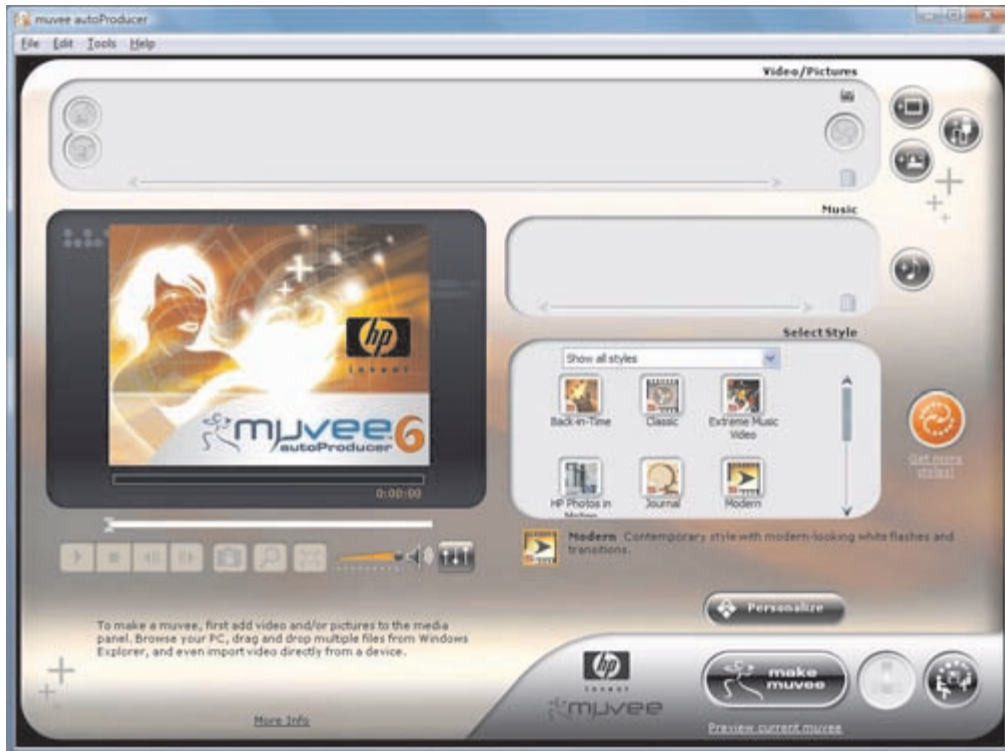 muvee autoProducer
File Edit Tools Help
Video/Pictures
Music
hp
invent
muvee 6
autoProducer
0:00:00
Select Style
Show all styles
Back-in-Time
Classic
Extreme Music
Video
HP Photos in
Motion
Journal
Modern
Get more
styles!
Modern Contemporary style with modern-looking white flashes and
transitions.
Personalize
To make a muvee, first add video and/or pictures to the media
panel. Browse your PC, drag and drop multiple files from Windows
Explorer, and even import video directly from a device.
More Info
hp
invent
muvee
make
muvee
Preview current muvee